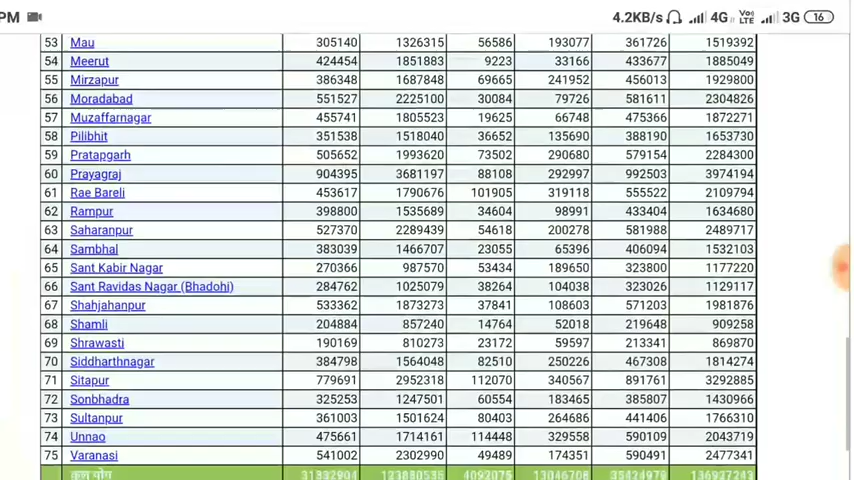 PM 4.2KB/s 4G Vo) LTE 3G 16
53 Mau 305140 1326315 56586 193077 361726 1519392
54 Meerut 424454 1851883 9223 33166 433677 1885049
55 Mirzapur 386348 1687848 69665 241952 456013 1929800
56 Moradabad 551527 2225100 30084 79726 581611 2304826
57 Muzaffarnagar 455741 1805523 19625 66748 475366 1872271
58 Pilibhit 351538 1518040 36652 135690 388190 1653730
59 Pratapgarh 505652 1993620 73502 290680 579154 2284300
60 Prayagraj 904395 3681197 88108 292997 992503 3974194
61 Rae Bareli 453617 1790676 101905 319118 555522 2109794
62 Rampur 398800 1535689 34604 98991 433404 1634680
63 Saharanpur 527370 2289439 54618 200278 581988 2489717
64 Sambhal 383039 1466707 23055 65396 406094 1532103
65 Sant Kabir Nagar 270366 987570 53434 189650 323800 1177220
66 Sant Ravidas Nagar (Bhadohi) 284762 1025079 38264 104038 323026 1129117
67 Shahjahanpur 533362 1873273 37841 108603 571203 1981876
68 Shamli 204884 857240 14764 52018 219648 909258
69 Shrawasti 190169 810273 23172 59597 213341 869870
70 Siddharthnagar 384798 1564048 82510 250226 467308 1814274
71 Sitapur 779691 2952318 112070 340567 891761 3292885
72 Sonbhadra 325253 1247501 60554 183465 385807 1430966
73 Sultanpur 361003 1501624 80403 264686 441406 1766310
74 Unnao 475661 1714161 114448 329558 590109 2043719
75 Varanasi 541002 2302990 49489 174351 590491 2477341
कुल योग 4092075 13046708 35424979 136927243